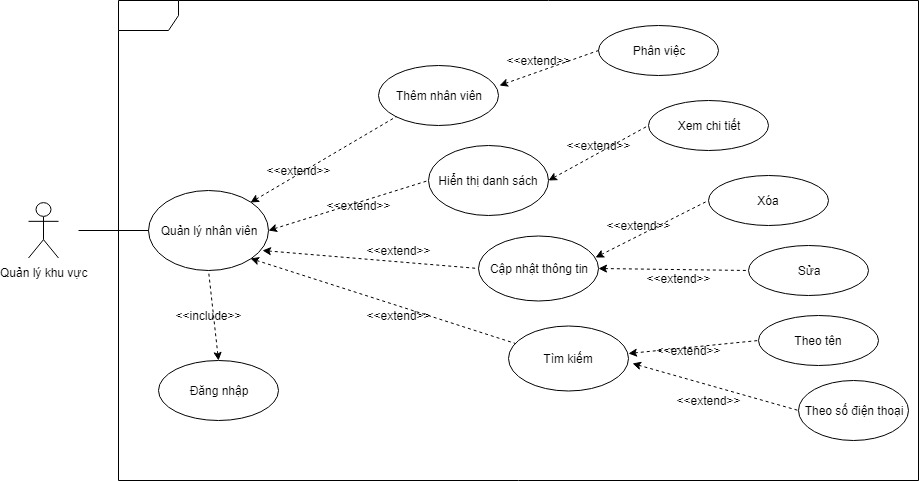 Phân việc
<<extend>>
Thêm nhân viên
Xem chi tiết
<<extend>>
<<extend>>
Hiển thị danh sách
<<extend>>
Xóa
<<extend>>
Quản lý nhân viên
<<extend>>
Cập nhật thông tin
Sửa
<<extend>>
Quản lý khu vực
<<include>>
<<extend>>
Theo tên
<<extend>>
Tìm kiếm
Đăng nhập
<<extend>>
Theo số điện thoại